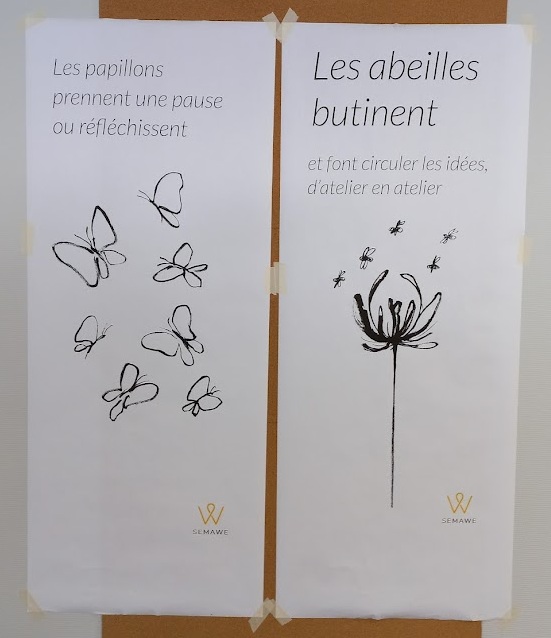 Les papillons
prennent une pause
ou réfléchissent
SEMAWE
Les abeilles
butinent
et font circuler les idées,
d'atelier en atelier
SEMAWE